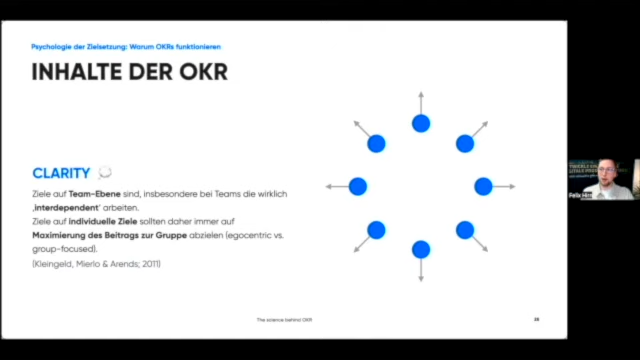 Psychologie der Zielsetzung: Warum OKRs funktionieren
INHALTE DER OKR
CLARITY
Ziele auf Team-Ebene sind, insbesondere bei Teams die wirklich
‚interdependent' arbeiten.
Ziele auf individuelle Ziele sollten daher immer auf
Maximierung des Beitrags zur Gruppe abzielen (egocentric vs.
group-focused).
(Kleingeld, Mierlo & Arends; 2011)
The science behind OKR
Felix